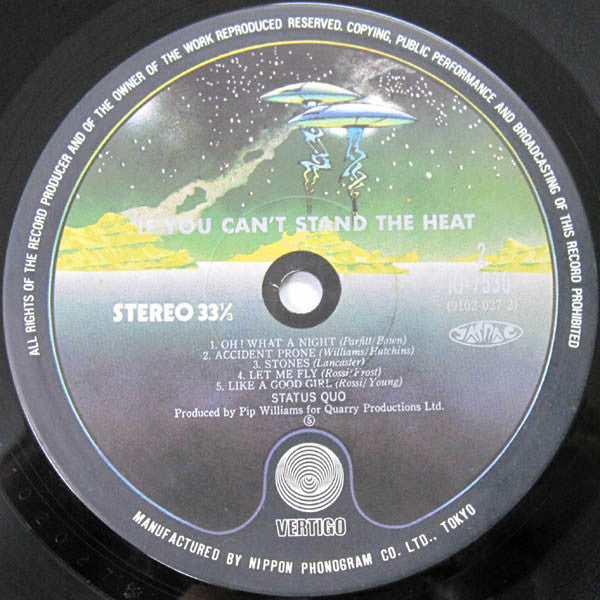 ALL RIGHTS OF THE RECORD PRODUCER AND OF THE OWNER OF THE WORK REPRODUCED RESERVED. COPYING, PUBLIC PERFORMANCE AND BROADCASTING OF THIS RECORD PROHIBITED
IF YOU CAN'T STAND THE HEAT
2
RJ-7530
(9102 027 2)
STEREO 33⅓
JASRAC
1. OH! WHAT A NIGHT (Parfitt/Bown)
2. ACCIDENT PRONE (Williams/Hutchins)
3. STONES (Lancaster)
4. LET ME FLY (Rossi/Frost)
5. LIKE A GOOD GIRL (Rossi/Young)
STATUS QUO
Produced by Pip Williams for Quarry Productions Ltd.
Ⓢ
VERTIGO
MANUFACTURED BY NIPPON PHONOGRAM CO. LTD., TOKYO